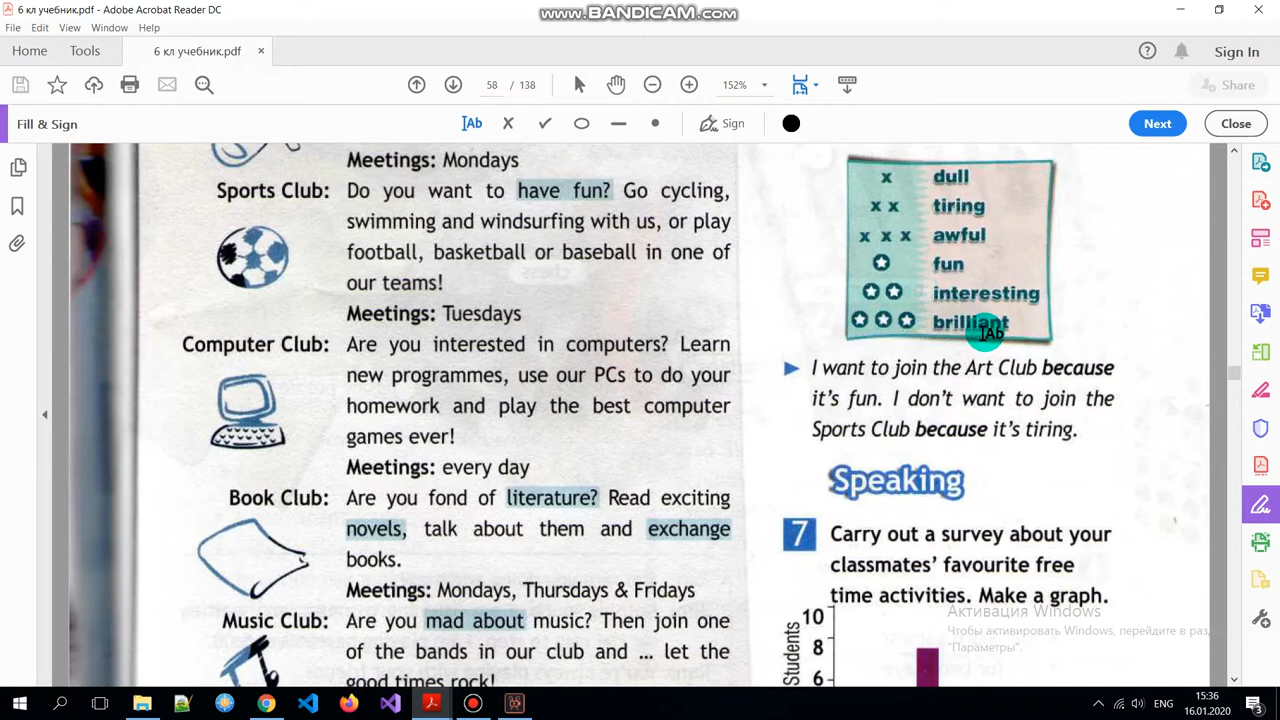 6 кл учебник.pdf - Adobe Acrobat Reader DC
www.BANDICAM.com
File Edit View Window Help
Home Tools 6 кл учебник.pdf × Sign In
58 / 138 152% Share
Fill & Sign Ab Sign Next Close
Meetings: Mondays
Sports Club: Do you want to have fun? Go cycling,
swimming and windsurfing with us, or play
football, basketball or baseball in one of
our teams!
Meetings: Tuesdays
Computer Club: Are you interested in computers? Learn
new programmes, use our PCs to do your
homework and play the best computer
games ever!
Meetings: every day
Book Club: Are you fond of literature? Read exciting
novels, talk about them and exchange
books.
Meetings: Mondays, Thursdays & Fridays
Music Club: Are you mad about music? Then join one
of the bands in our club and ... let the
good times rock!
x dull
x x tiring
x x x awful
fun
interesting
brilliant
Ab
I want to join the Art Club because
it's fun. I don't want to join the
Sports Club because it's tiring.
Speaking
7 Carry out a survey about your
classmates' favourite free
time activities. Make a graph.
10
8
6
Students
Активация Windows
Чтобы активировать Windows, перейдите в раздел
"Параметры".
ENG 15:36
16.01.2020
3